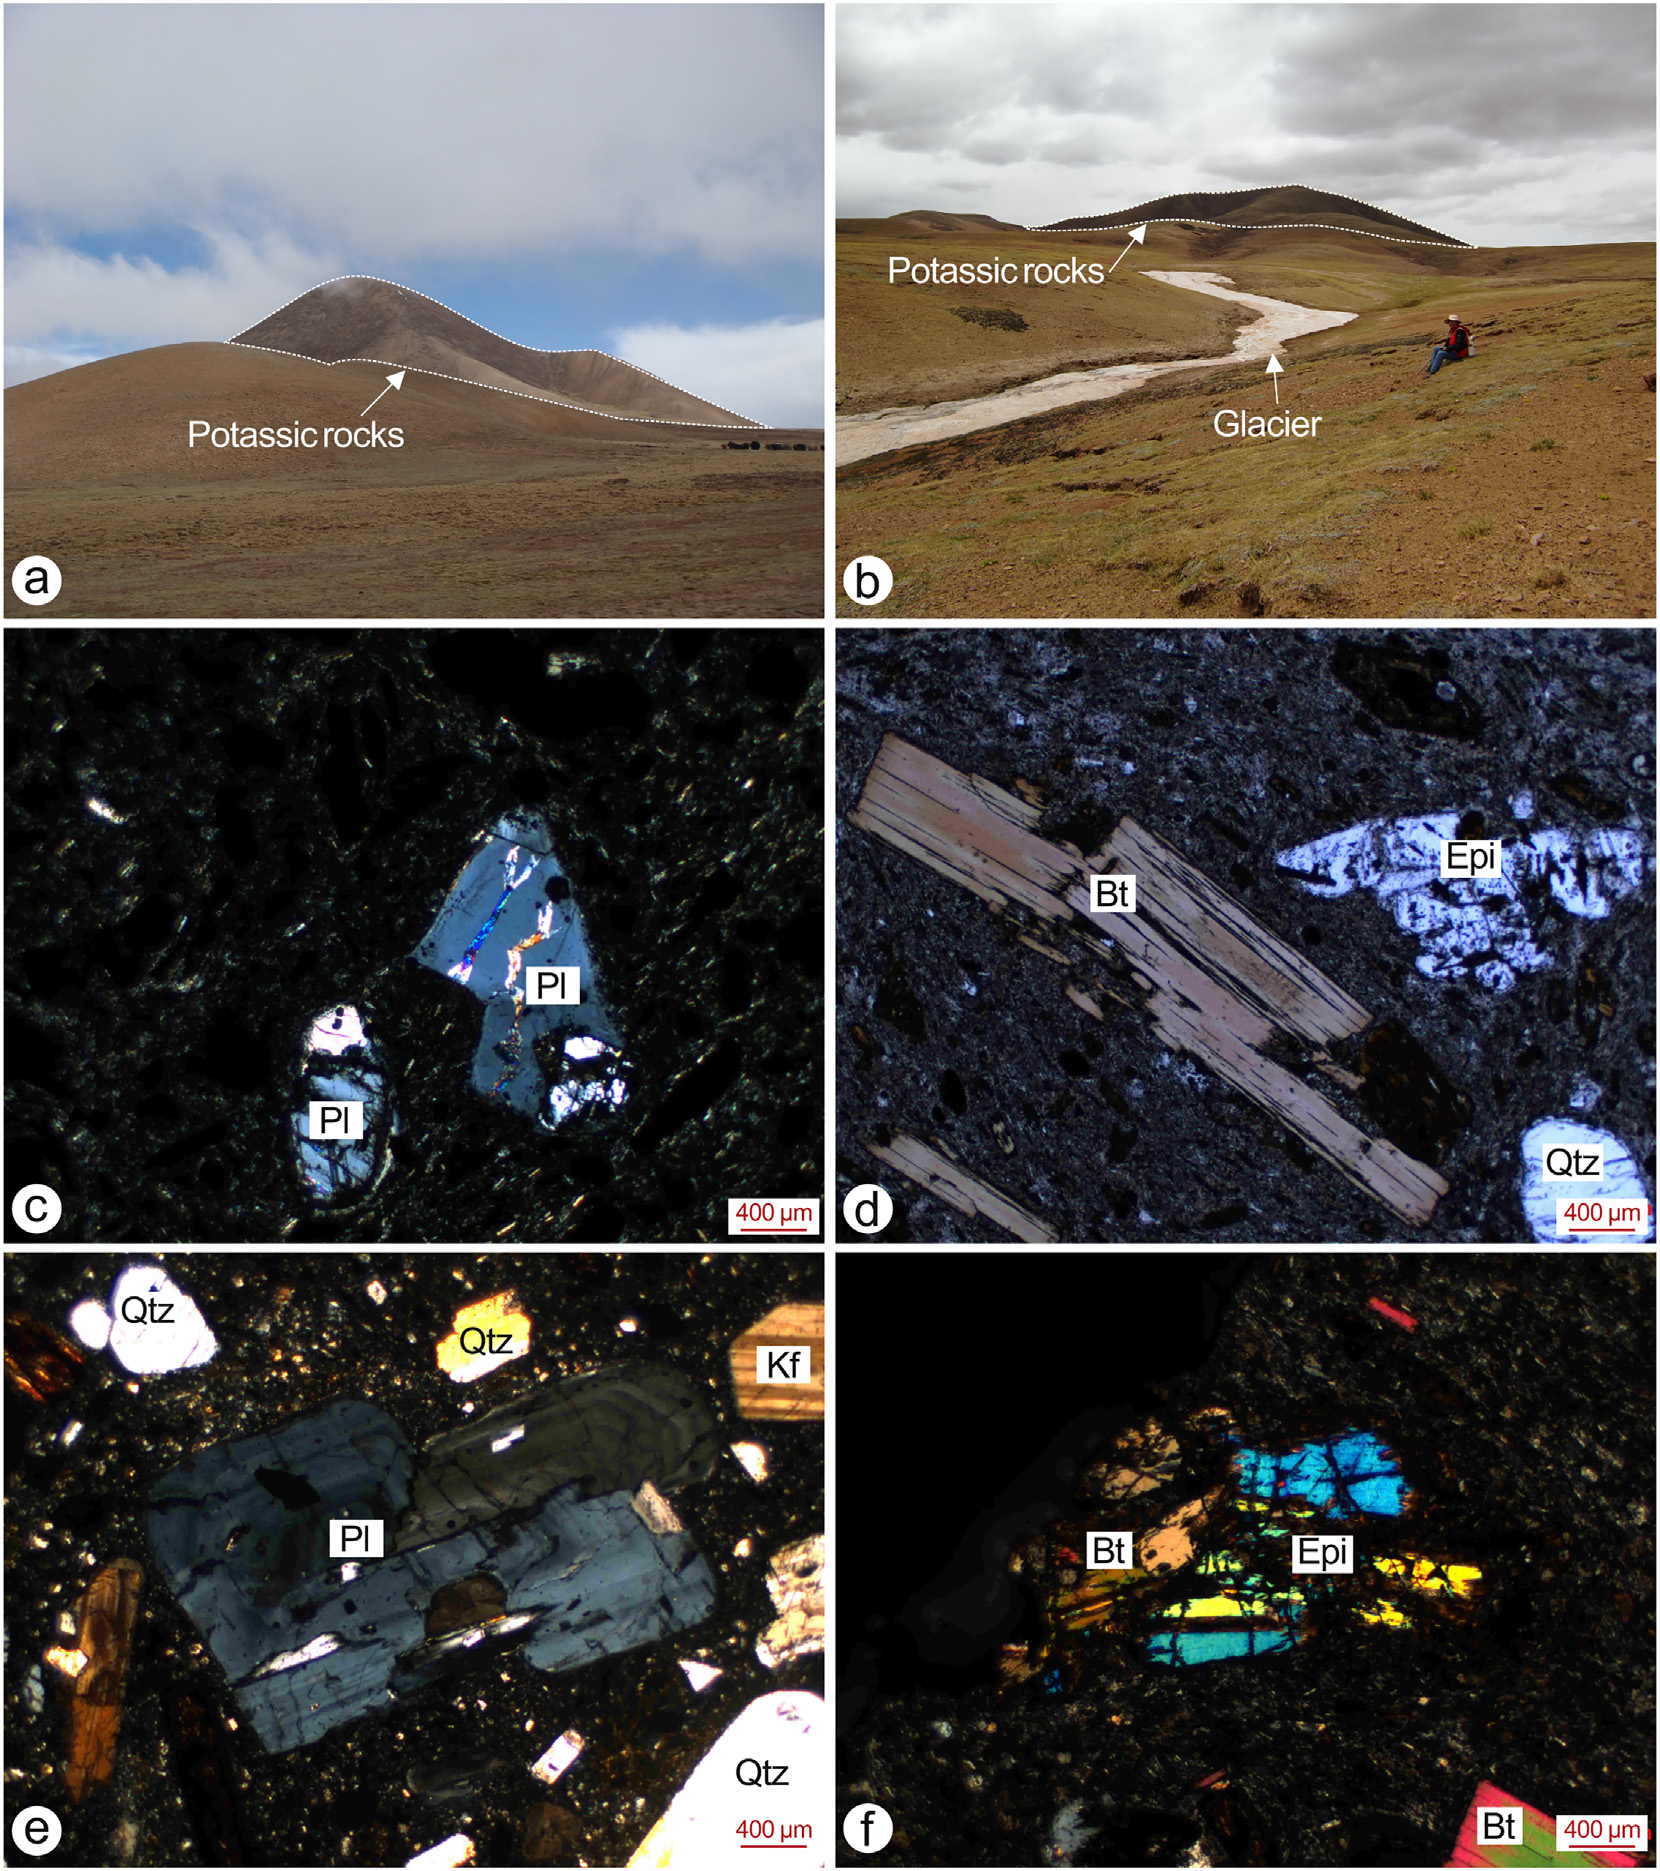 Potassic rocks
a
Potassic rocks
Glacier
b
Pl
Pl
c
400 μm
Bt
Epi
Qtz
d
400 μm
Qtz
Qtz
Kf
Pl
Qtz
e
400 μm
Bt
Epi
Bt
f
400 μm